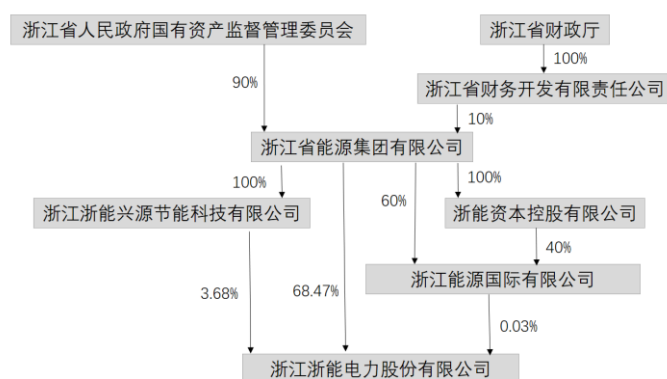 浙江省人民政府国有资产监督管理委员会
浙江省财政厅
100%
90%
浙江省财务开发有限责任公司
10%
浙江省能源集团有限公司
100%
60%
100%
浙江浙能兴源节能科技有限公司
浙能资本控股有限公司
40%
浙江能源国际有限公司
3.68%
68.47%
0.03%
浙江浙能电力股份有限公司